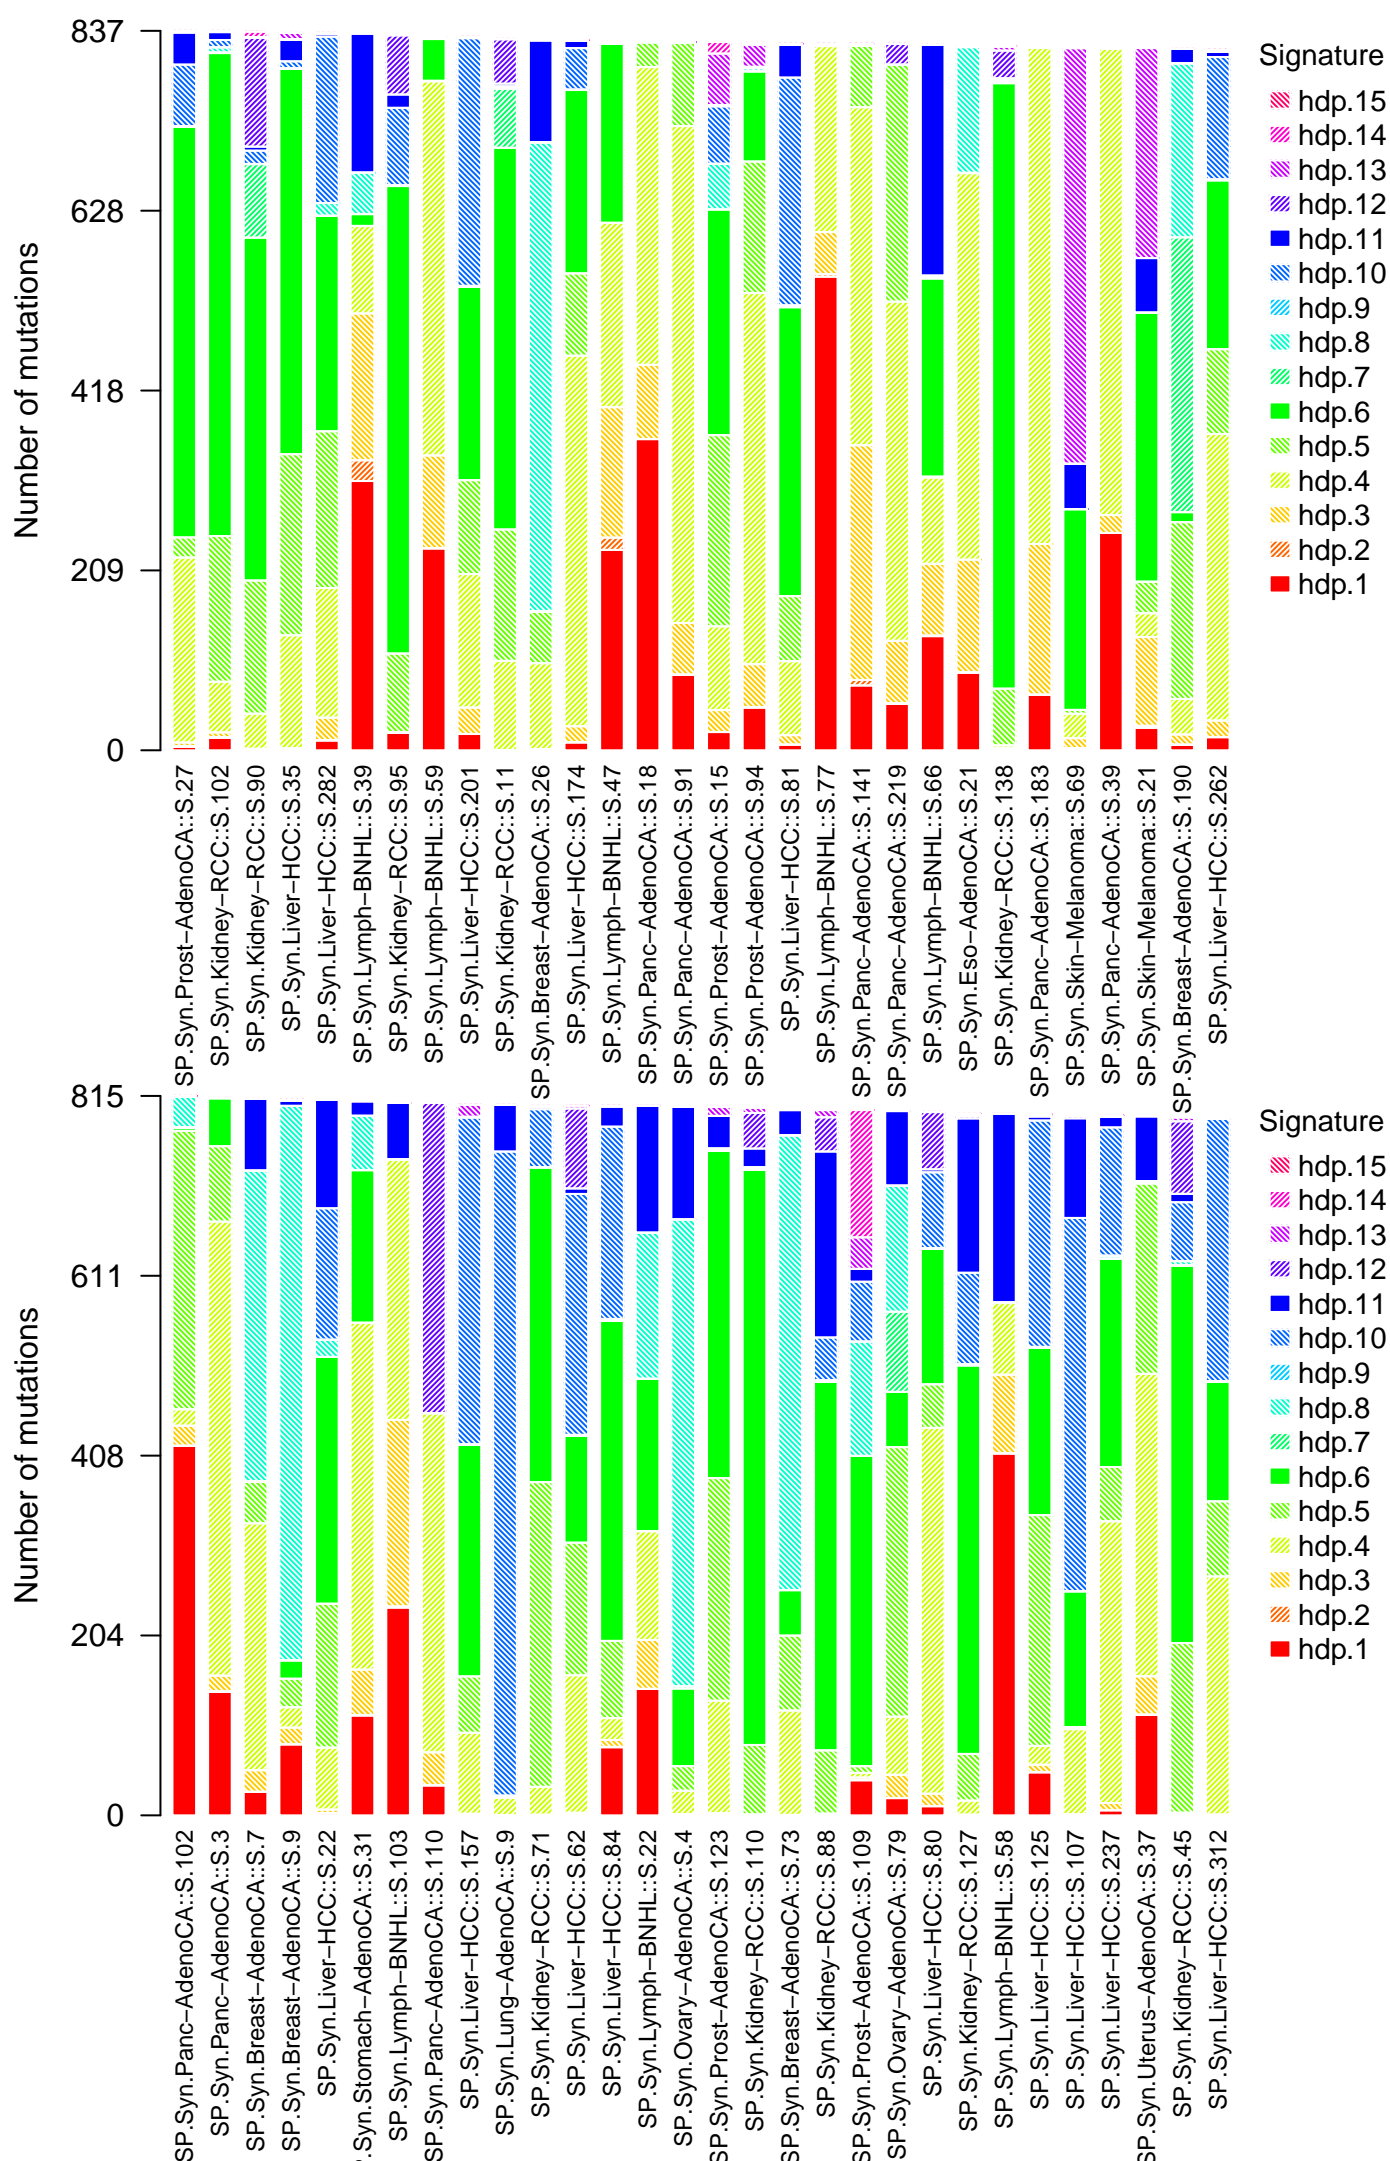 Number of mutations
837
628
418
209
0
Signature
hdp.15
hdp.14
hdp.13
hdp.12
hdp.11
hdp.10
hdp.9
hdp.8
hdp.7
hdp.6
hdp.5
hdp.4
hdp.3
hdp.2
hdp.1
SP.Syn.Prost−AdenoCA::S.27
SP.Syn.Kidney−RCC::S.102
SP.Syn.Kidney−RCC::S.90
SP.Syn.Liver−HCC::S.35
SP.Syn.Liver−HCC::S.282
SP.Syn.Lymph−BNHL::S.39
SP.Syn.Kidney−RCC::S.95
SP.Syn.Lymph−BNHL::S.59
SP.Syn.Liver−HCC::S.201
SP.Syn.Kidney−RCC::S.11
SP.Syn.Breast−AdenoCA::S.26
SP.Syn.Liver−HCC::S.174
SP.Syn.Lymph−BNHL::S.47
SP.Syn.Panc−AdenoCA::S.18
SP.Syn.Panc−AdenoCA::S.91
SP.Syn.Prost−AdenoCA::S.15
SP.Syn.Prost−AdenoCA::S.94
SP.Syn.Liver−HCC::S.81
SP.Syn.Lymph−BNHL::S.77
SP.Syn.Panc−AdenoCA::S.141
SP.Syn.Panc−AdenoCA::S.219
SP.Syn.Lymph−BNHL::S.66
SP.Syn.Eso−AdenoCA::S.21
SP.Syn.Kidney−RCC::S.138
SP.Syn.Panc−AdenoCA::S.183
SP.Syn.Skin−Melanoma::S.69
SP.Syn.Panc−AdenoCA::S.39
SP.Syn.Skin−Melanoma::S.21
SP.Syn.Breast−AdenoCA::S.190
SP.Syn.Liver−HCC::S.262
Number of mutations
815
611
408
204
0
Signature
hdp.15
hdp.14
hdp.13
hdp.12
hdp.11
hdp.10
hdp.9
hdp.8
hdp.7
hdp.6
hdp.5
hdp.4
hdp.3
hdp.2
hdp.1
SP.Syn.Panc−AdenoCA::S.102
SP.Syn.Panc−AdenoCA::S.3
SP.Syn.Breast−AdenoCA::S.7
SP.Syn.Breast−AdenoCA::S.9
SP.Syn.Liver−HCC::S.22
.Syn.Stomach−AdenoCA::S.31
SP.Syn.Lymph−BNHL::S.103
SP.Syn.Panc−AdenoCA::S.110
SP.Syn.Liver−HCC::S.157
SP.Syn.Lung−AdenoCA::S.9
SP.Syn.Kidney−RCC::S.71
SP.Syn.Liver−HCC::S.62
SP.Syn.Liver−HCC::S.84
SP.Syn.Lymph−BNHL::S.22
SP.Syn.Ovary−AdenoCA::S.4
SP.Syn.Prost−AdenoCA::S.123
SP.Syn.Kidney−RCC::S.110
SP.Syn.Breast−AdenoCA::S.73
SP.Syn.Kidney−RCC::S.88
SP.Syn.Prost−AdenoCA::S.109
SP.Syn.Ovary−AdenoCA::S.79
SP.Syn.Liver−HCC::S.80
SP.Syn.Kidney−RCC::S.127
SP.Syn.Lymph−BNHL::S.58
SP.Syn.Liver−HCC::S.125
SP.Syn.Liver−HCC::S.107
SP.Syn.Liver−HCC::S.237
SP.Syn.Uterus−AdenoCA::S.37
SP.Syn.Kidney−RCC::S.45
SP.Syn.Liver−HCC::S.312